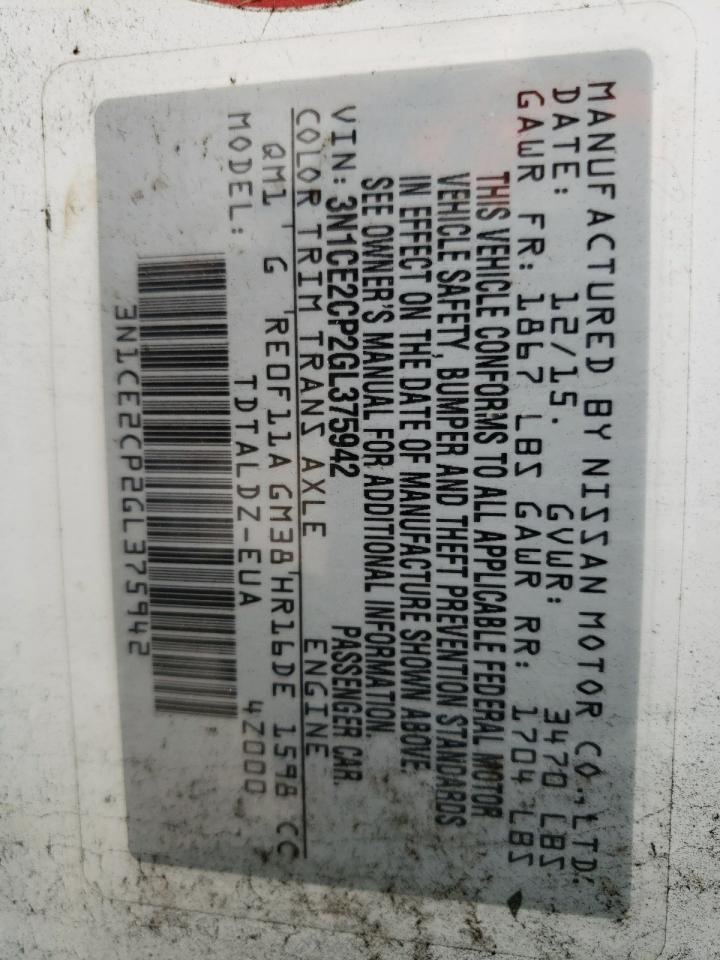 MANUFACTURED BY NISSAN MOTOR CO., LTD.
DATE: 12/15. GVWR: 3470 LBS
GAWR FR: 1867 LBS GAWR RR: 1704 LBS
THIS VEHICLE CONFORMS TO ALL APPLICABLE FEDERAL MOTOR
VEHICLE SAFETY, BUMPER AND THEFT PREVENTION STANDARDS
IN EFFECT ON THE DATE OF MANUFACTURE SHOWN ABOVE.
SEE OWNER'S MANUAL FOR ADDITIONAL INFORMATION.
VIN: 3N1CE2CP2GL375942 PASSENGER CAR.
COLOR TRIM TRANS AXLE ENGINE
QM1 G RE0F11A GM38 HR16DE 1598 CC
MODEL: TDTALDZ-EUA 4Z000
3N1CE2CP2GL375942